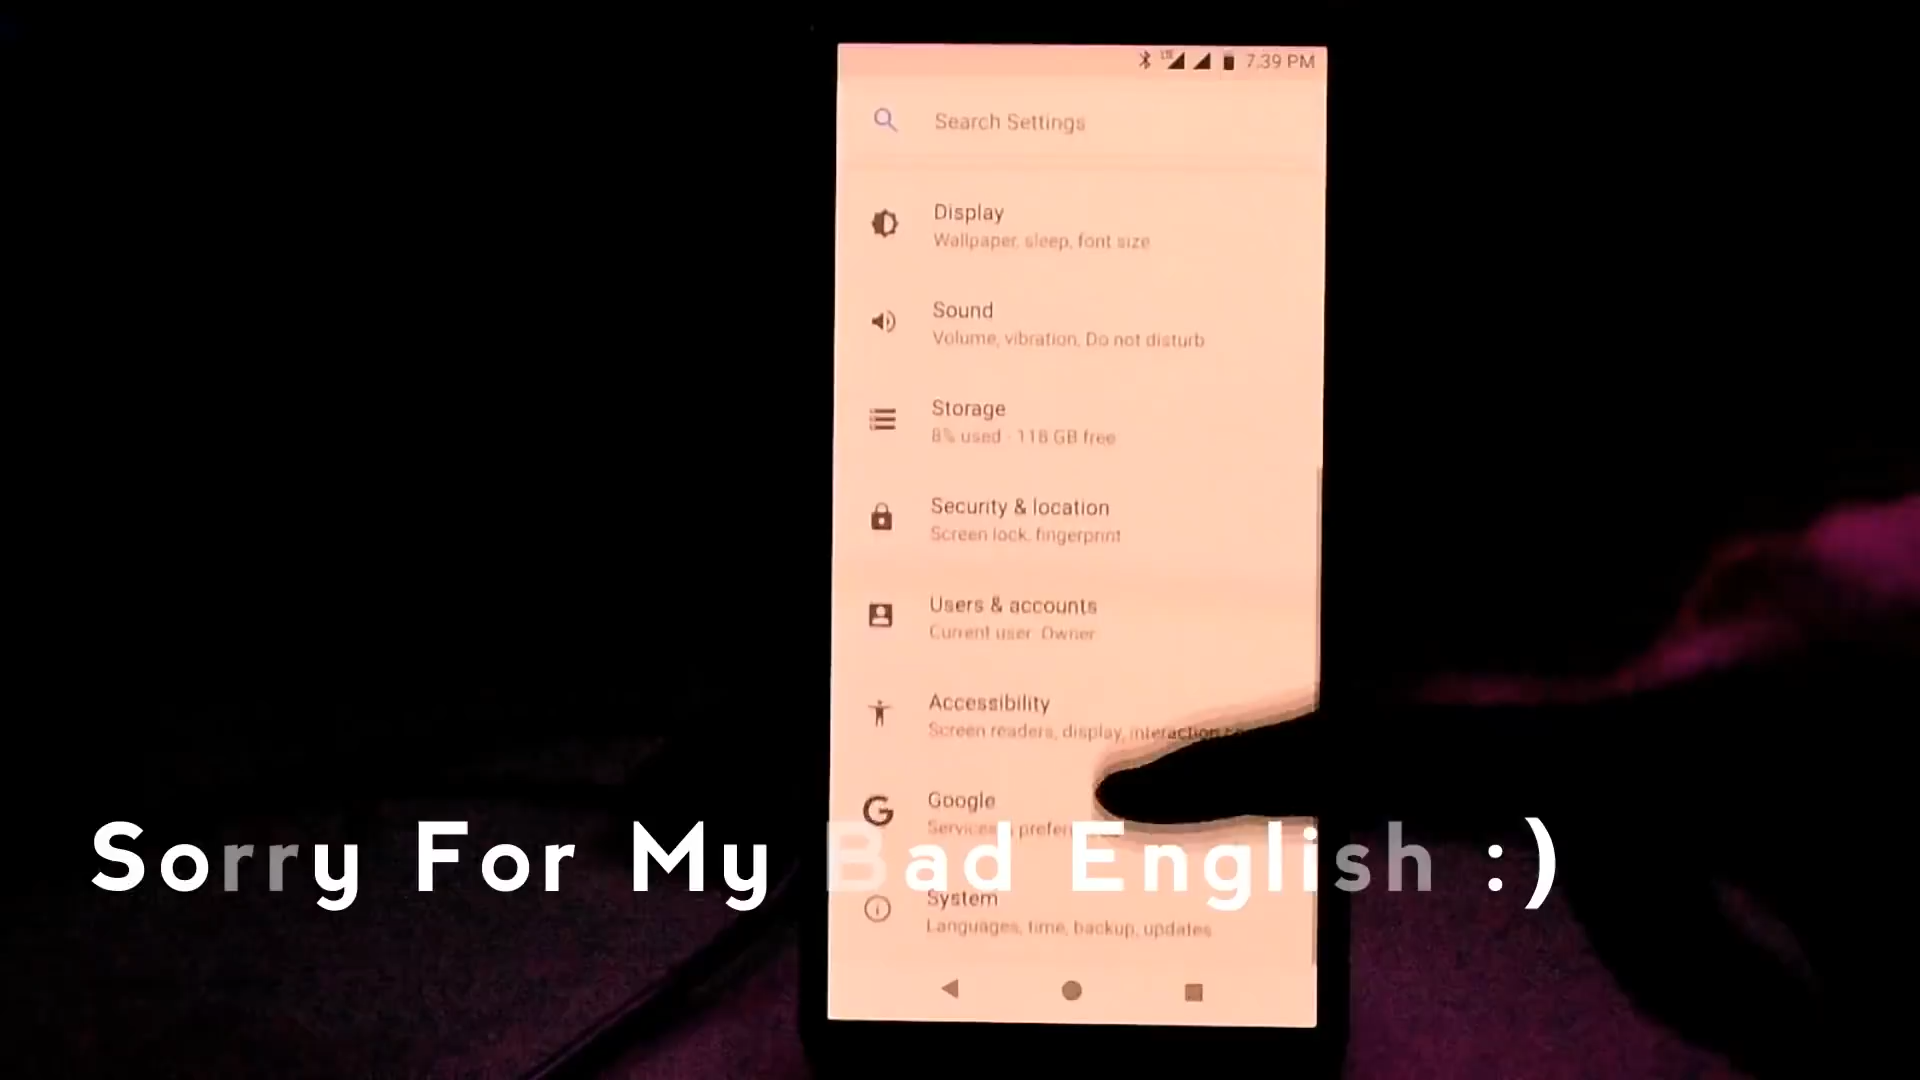 LTE 7.39 PM
Search Settings
Display
Wallpaper, sleep, font size
Sound
Volume, vibration, Do not disturb
Storage
8% used · 118 GB free
Security & location
Screen lock, fingerprint
Users & accounts
Current user: Owner
Accessibility
Screen readers, display, interaction
Google
Services
Sorry For My Bad English :)
System
Languages, time, backup, updates